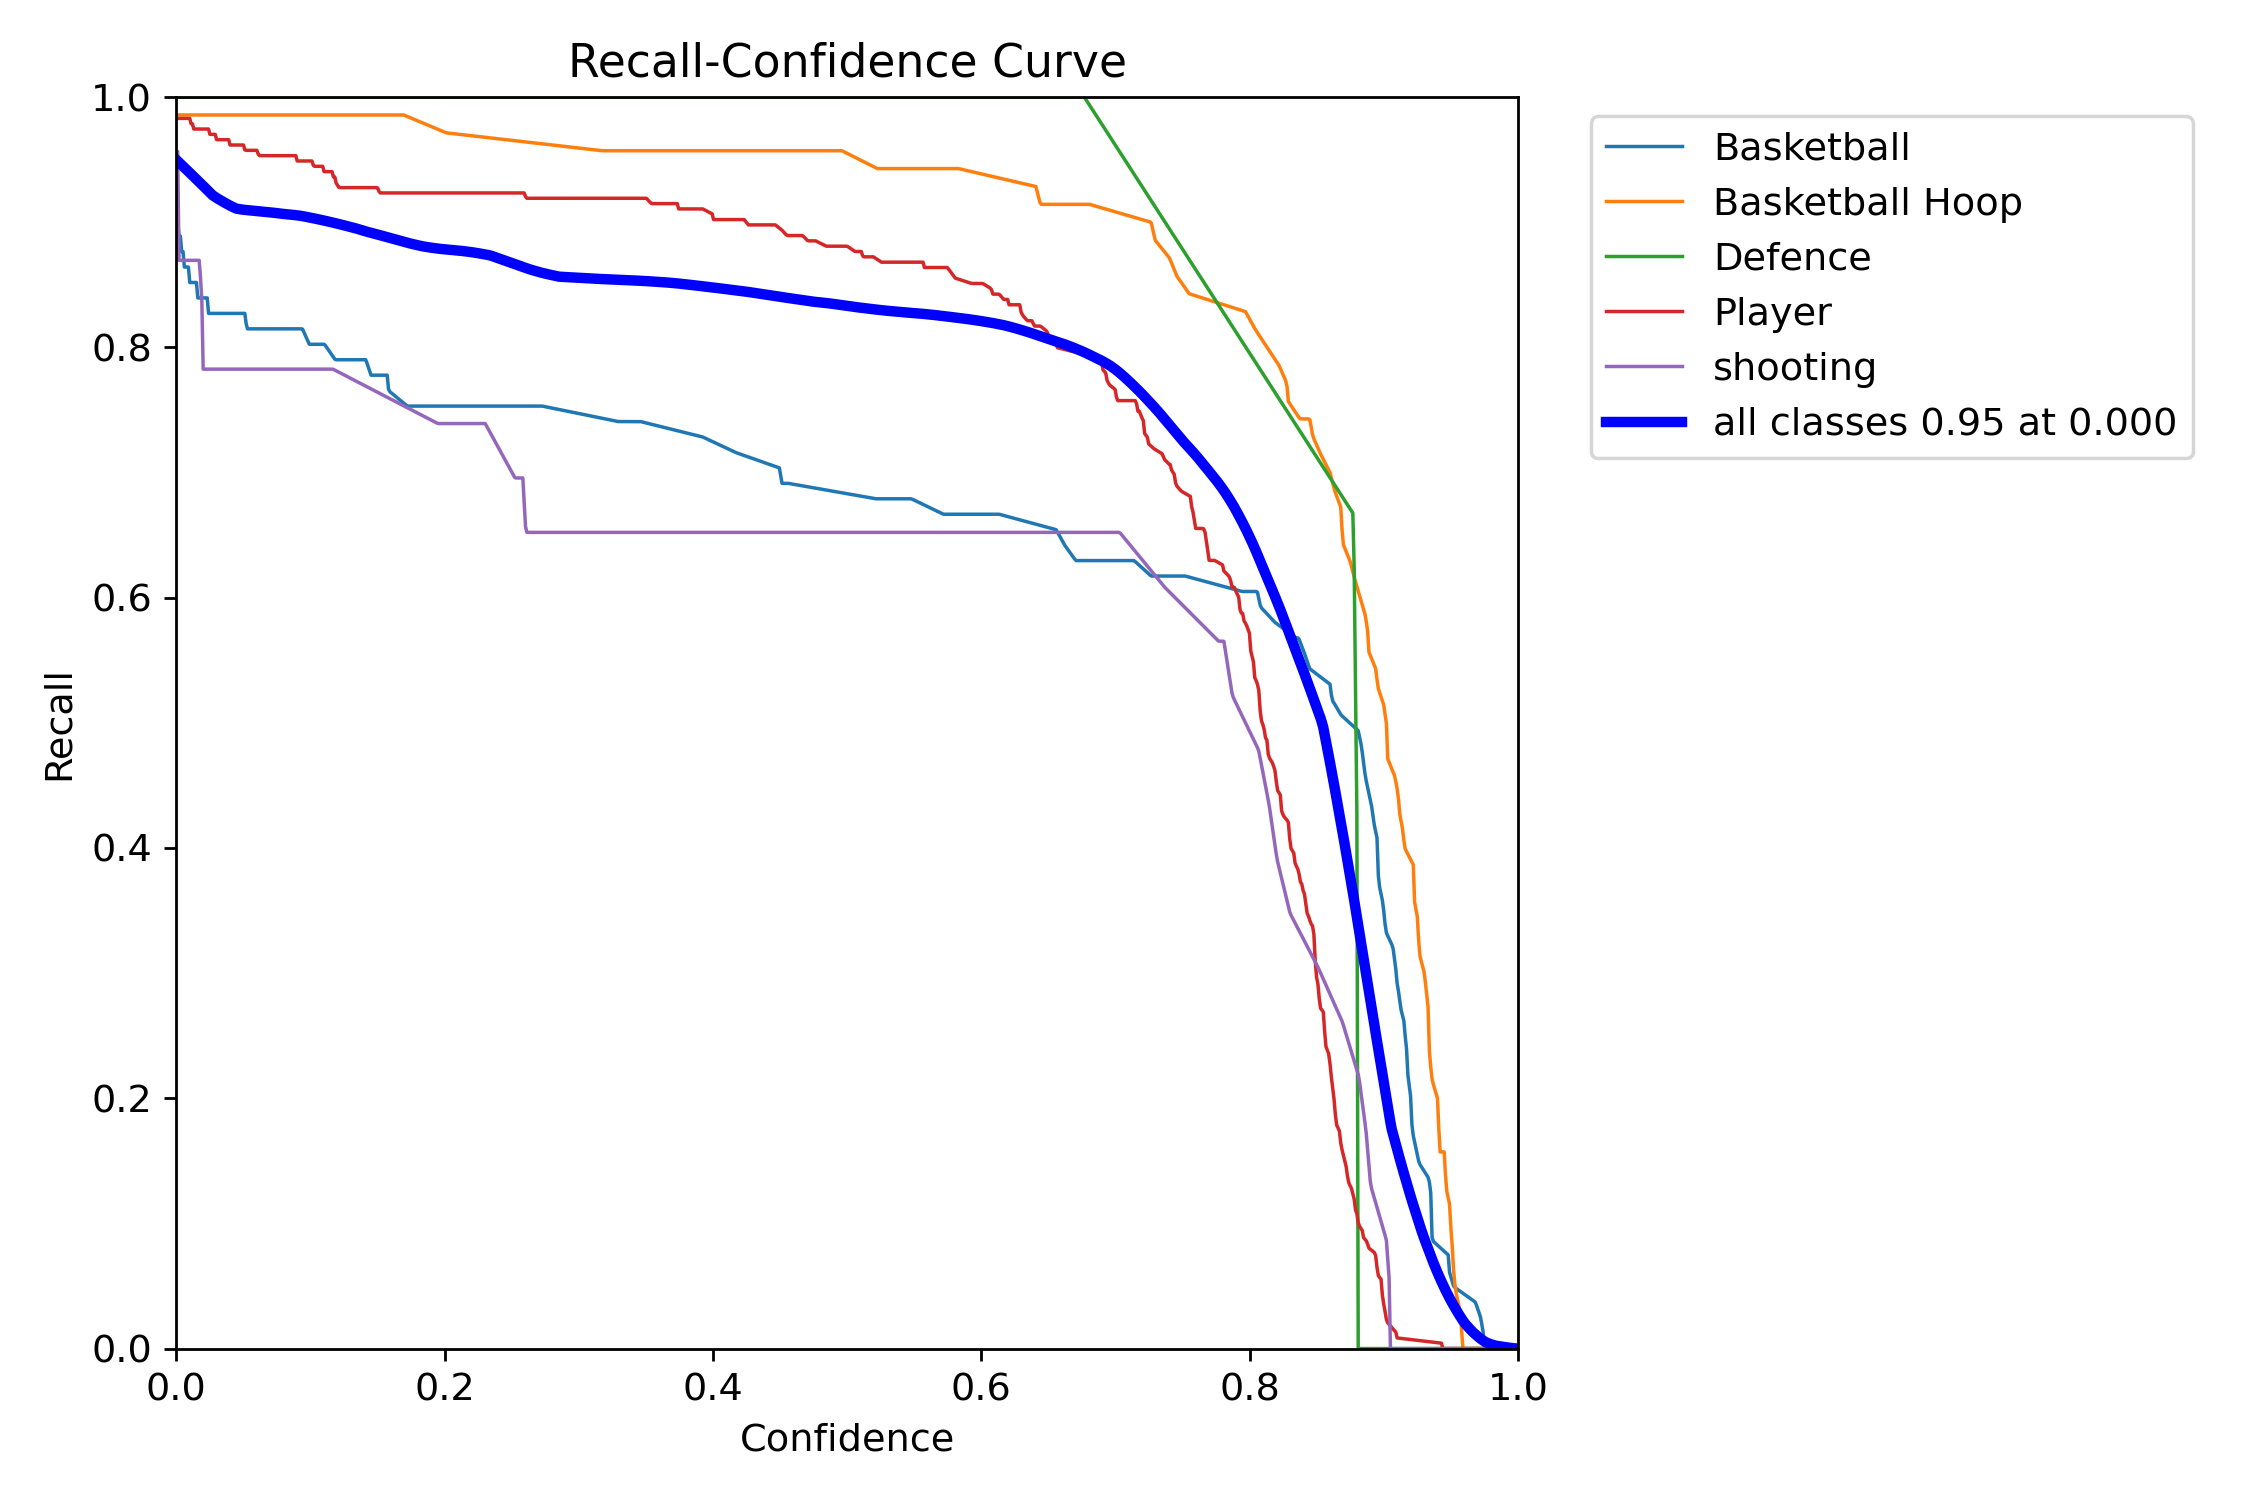 Recall-Confidence Curve
1.0
0.8
0.6
0.4
0.2
0.0
Recall
0.0 0.2 0.4 0.6 0.8 1.0
Confidence
Basketball
Basketball Hoop
Defence
Player
shooting
all classes 0.95 at 0.000